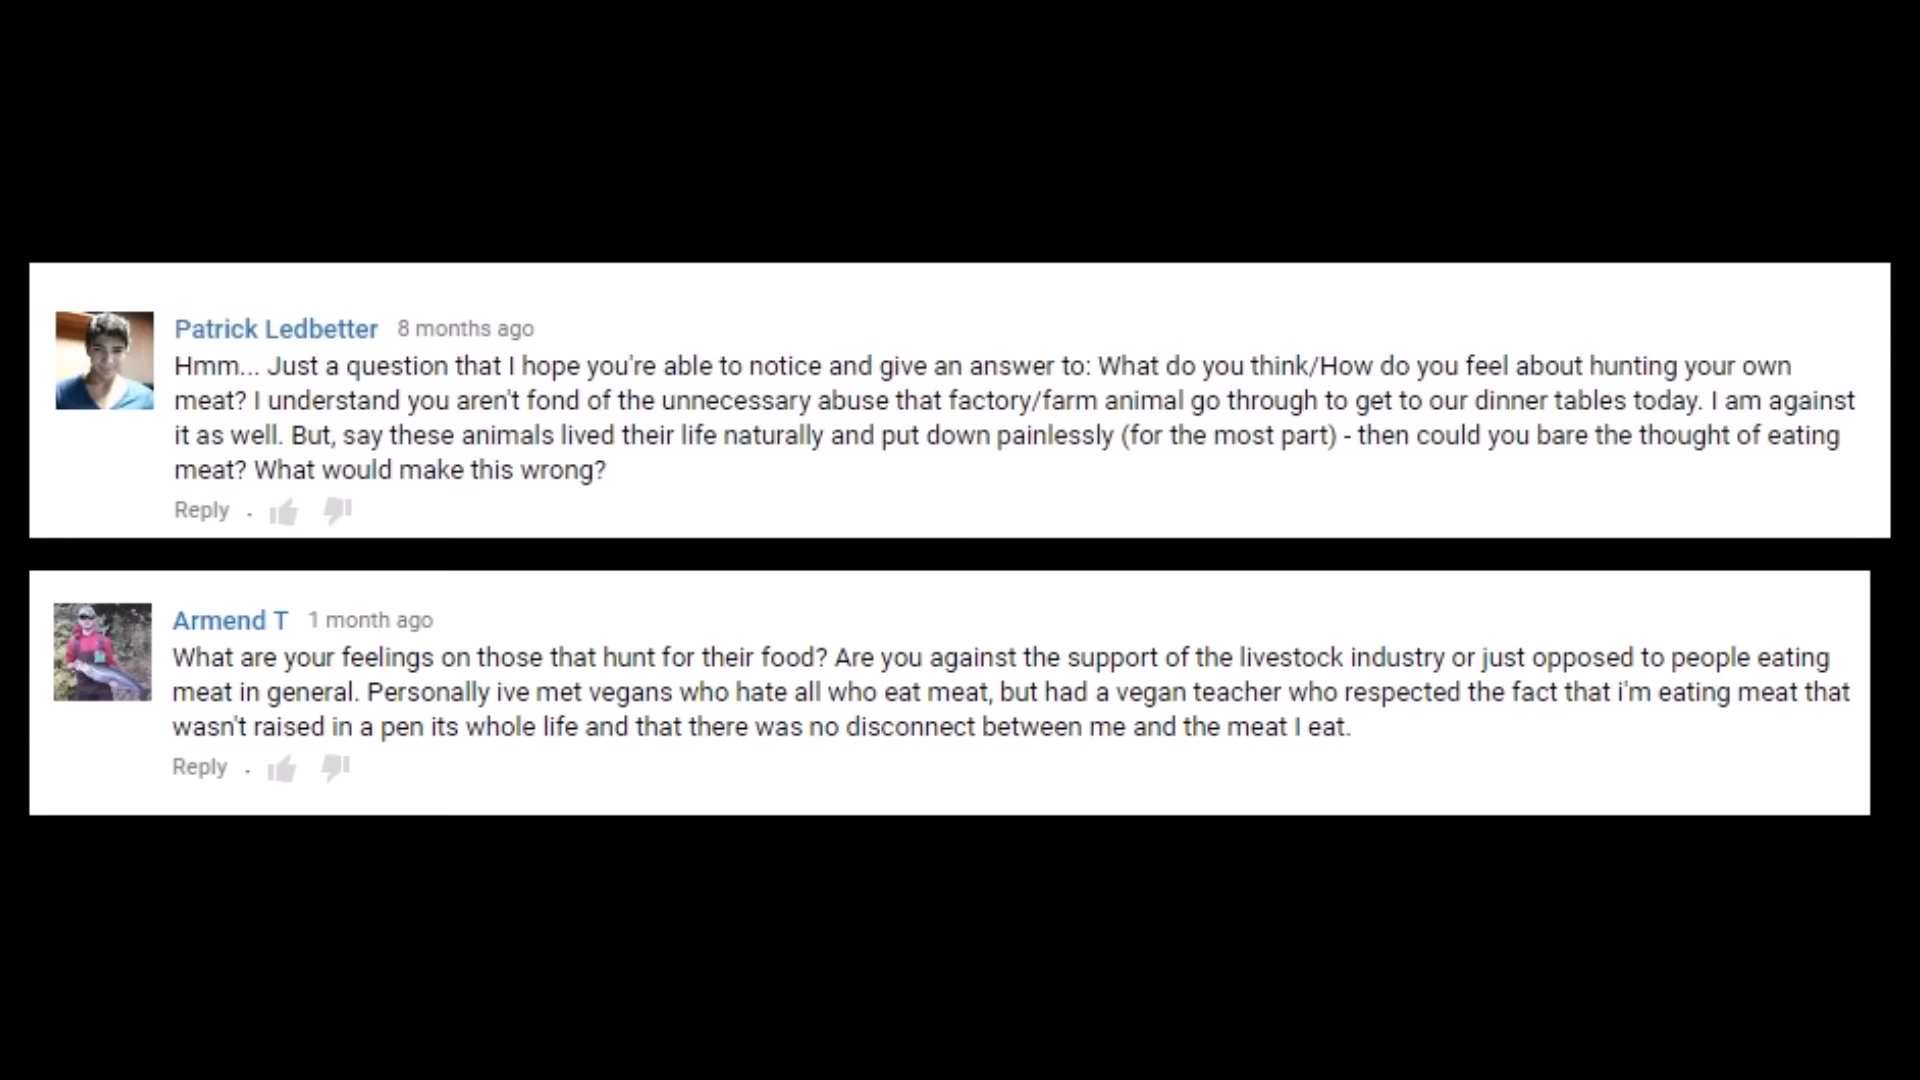 Patrick Ledbetter 8 months ago
Hmm... Just a question that I hope you're able to notice and give an answer to: What do you think/How do you feel about hunting your own
meat? I understand you aren't fond of the unnecessary abuse that factory/farm animal go through to get to our dinner tables today. I am against
it as well. But, say these animals lived their life naturally and put down painlessly (for the most part) - then could you bare the thought of eating
meat? What would make this wrong?
Reply .
Armend T 1 month ago
What are your feelings on those that hunt for their food? Are you against the support of the livestock industry or just opposed to people eating
meat in general. Personally ive met vegans who hate all who eat meat, but had a vegan teacher who respected the fact that i'm eating meat that
wasn't raised in a pen its whole life and that there was no disconnect between me and the meat I eat.
Reply .